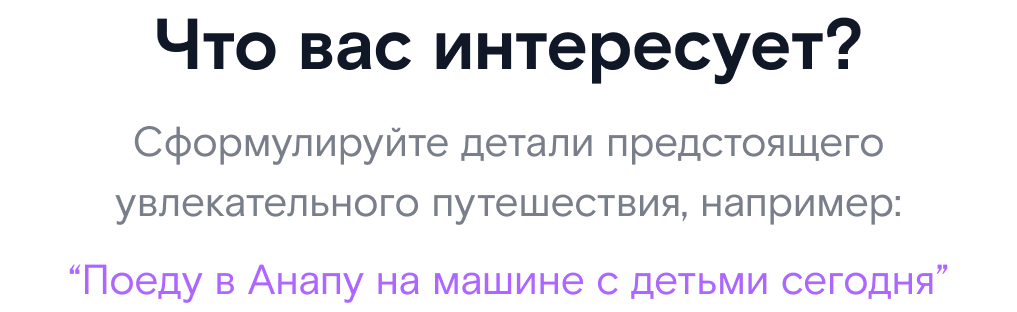 Что вас интересует?
Сформулируйте детали предстоящего
увлекательного путешествия, например:
“Поеду в Анапу на машине с детьми сегодня”